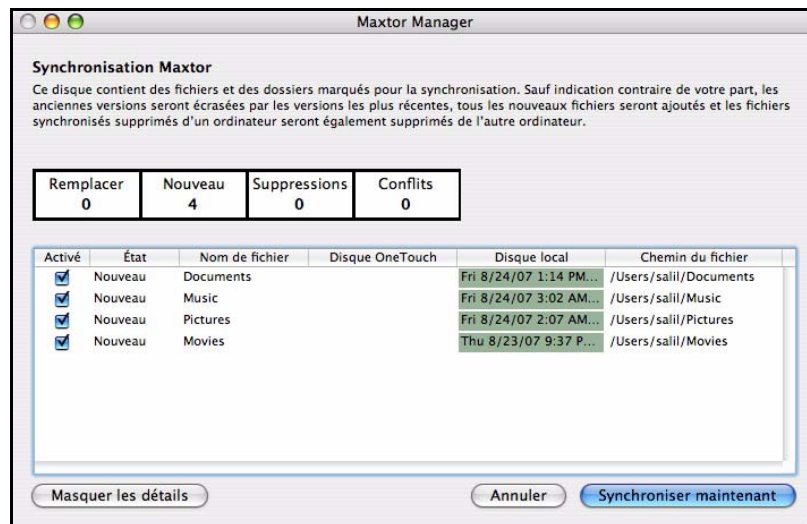 Maxtor Manager
Synchronisation Maxtor
Ce disque contient des fichiers et des dossiers marqués pour la synchronisation. Sauf indication contraire de votre part, les
anciennes versions seront écrasées par les versions les plus récentes, tous les nouveaux fichiers seront ajoutés et les fichiers
synchronisés supprimés d'un ordinateur seront également supprimés de l'autre ordinateur.
Remplacer Nouveau Suppressions Conflits
0 4 0 0
Activé État Nom de fichier Disque OneTouch Disque local Chemin du fichier
Nouveau Documents Fri 8/24/07 1:14 PM... /Users/salil/Documents
Nouveau Music Fri 8/24/07 3:02 AM... /Users/salil/Music
Nouveau Pictures Fri 8/24/07 2:07 AM... /Users/salil/Pictures
Nouveau Movies Thu 8/23/07 9:37 P... /Users/salil/Movies
Masquer les détails Annuler Synchroniser maintenant